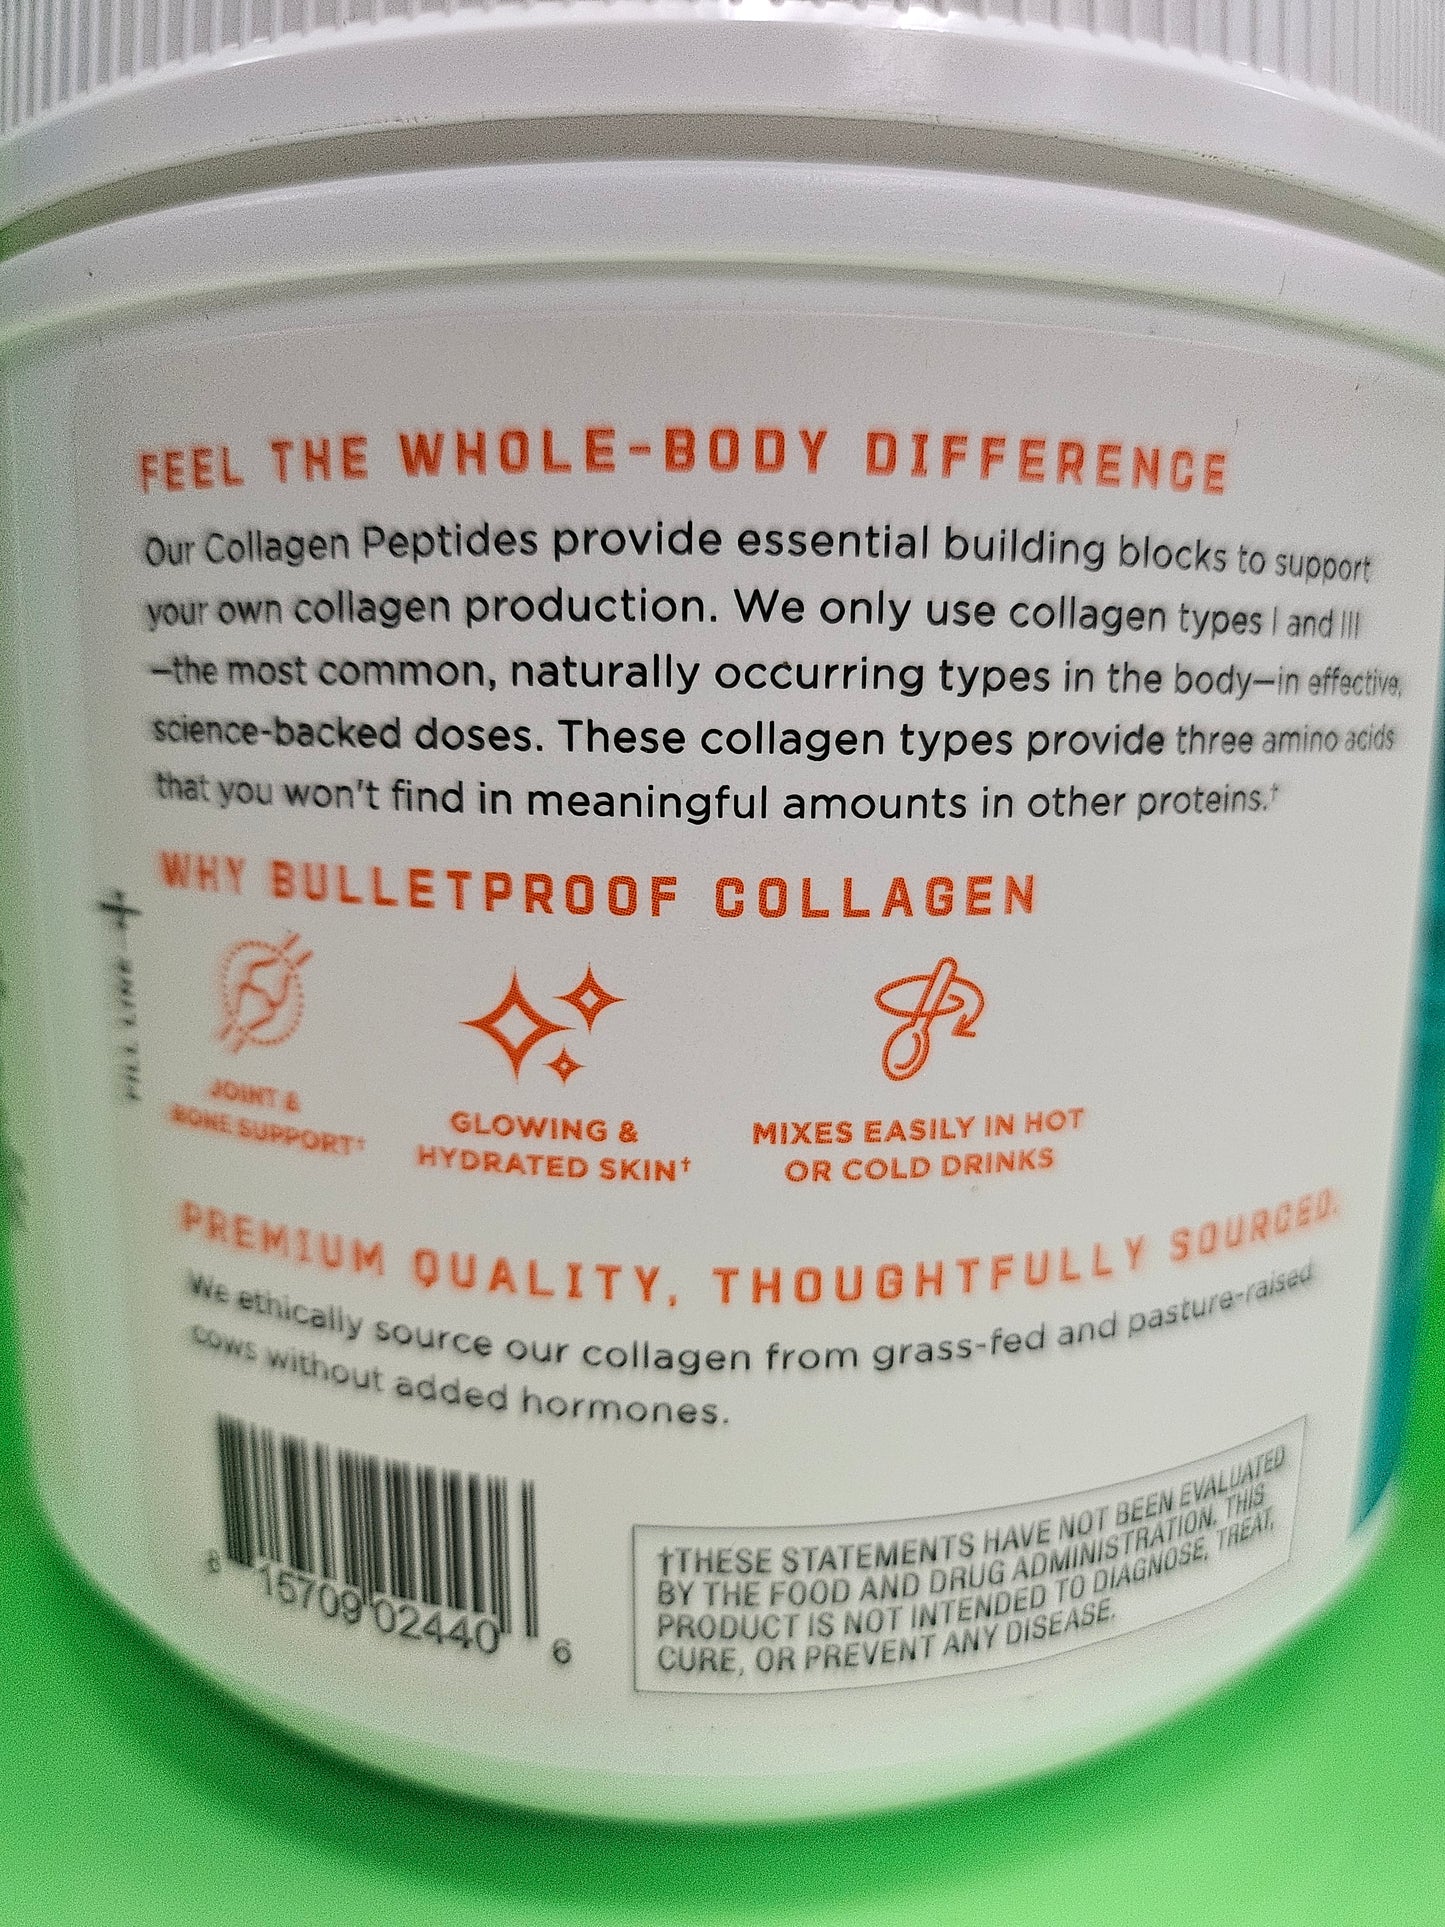 FEEL THE WHOLE-BODY DIFFERENCE
Our Collagen Peptides provide essential building blocks to support
your own collagen production. We only use collagen types I and III
—the most common, naturally occurring types in the body—in effective,
science-backed doses. These collagen types provide three amino acids
that you won't find in meaningful amounts in other proteins.†
WHY BULLETPROOF COLLAGEN
FILL LINE
JOINT &
BONE SUPPORT†
GLOWING &
HYDRATED SKIN†
MIXES EASILY IN HOT
OR COLD DRINKS
PREMIUM QUALITY, THOUGHTFULLY SOURCED.
We ethically source our collagen from grass-fed and pasture-raised
cows without added hormones.
8 15709 02440 6
†THESE STATEMENTS HAVE NOT BEEN EVALUATED
BY THE FOOD AND DRUG ADMINISTRATION. THIS
PRODUCT IS NOT INTENDED TO DIAGNOSE, TREAT,
CURE, OR PREVENT ANY DISEASE.